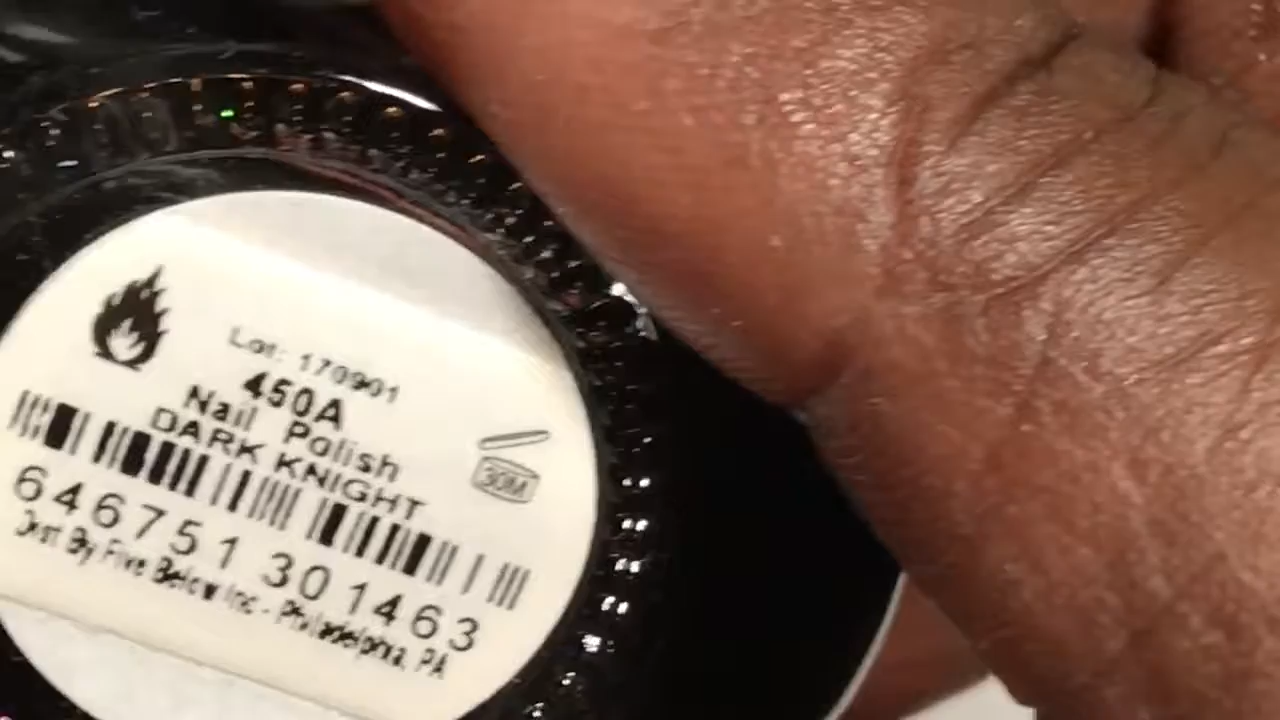 Lot: 170901
450A
Nail Polish
DARK KNIGHT
30M
646751 301463
Dist By Five Below Inc - Philadelphia, PA